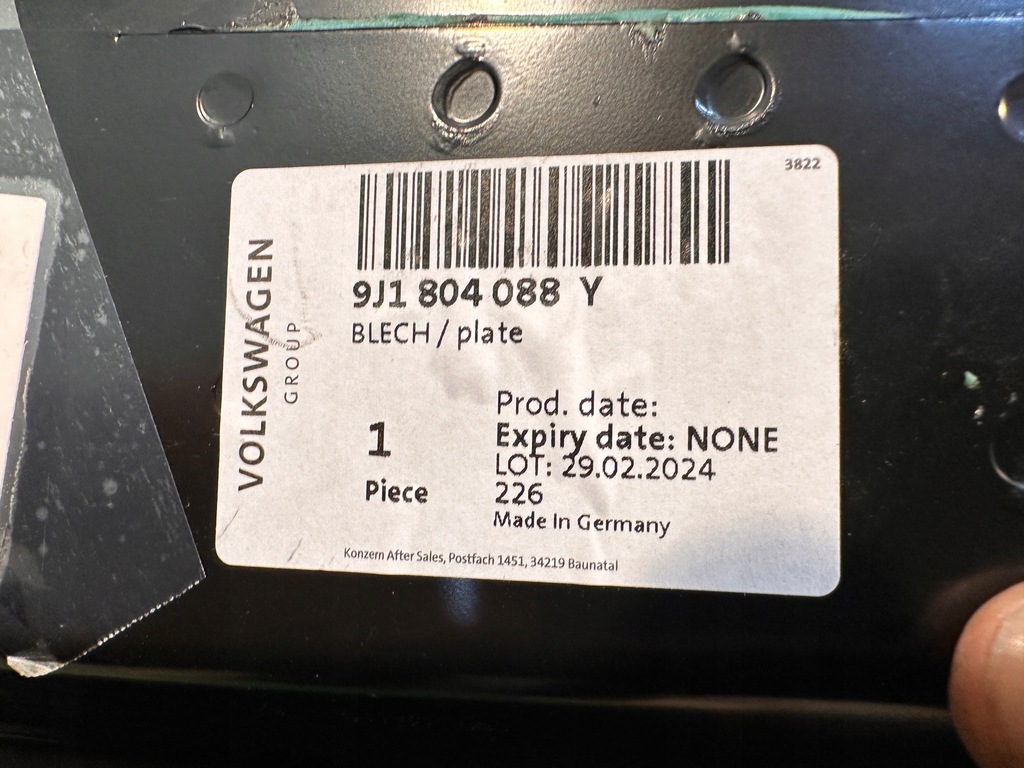 3822
VOLKSWAGEN
GROUP
9J1 804 088 Y
BLECH / plate
1
Piece
Prod. date:
Expiry date: NONE
LOT: 29.02.2024
226
Made In Germany
Konzern After Sales, Postfach 1451, 34219 Baunatal